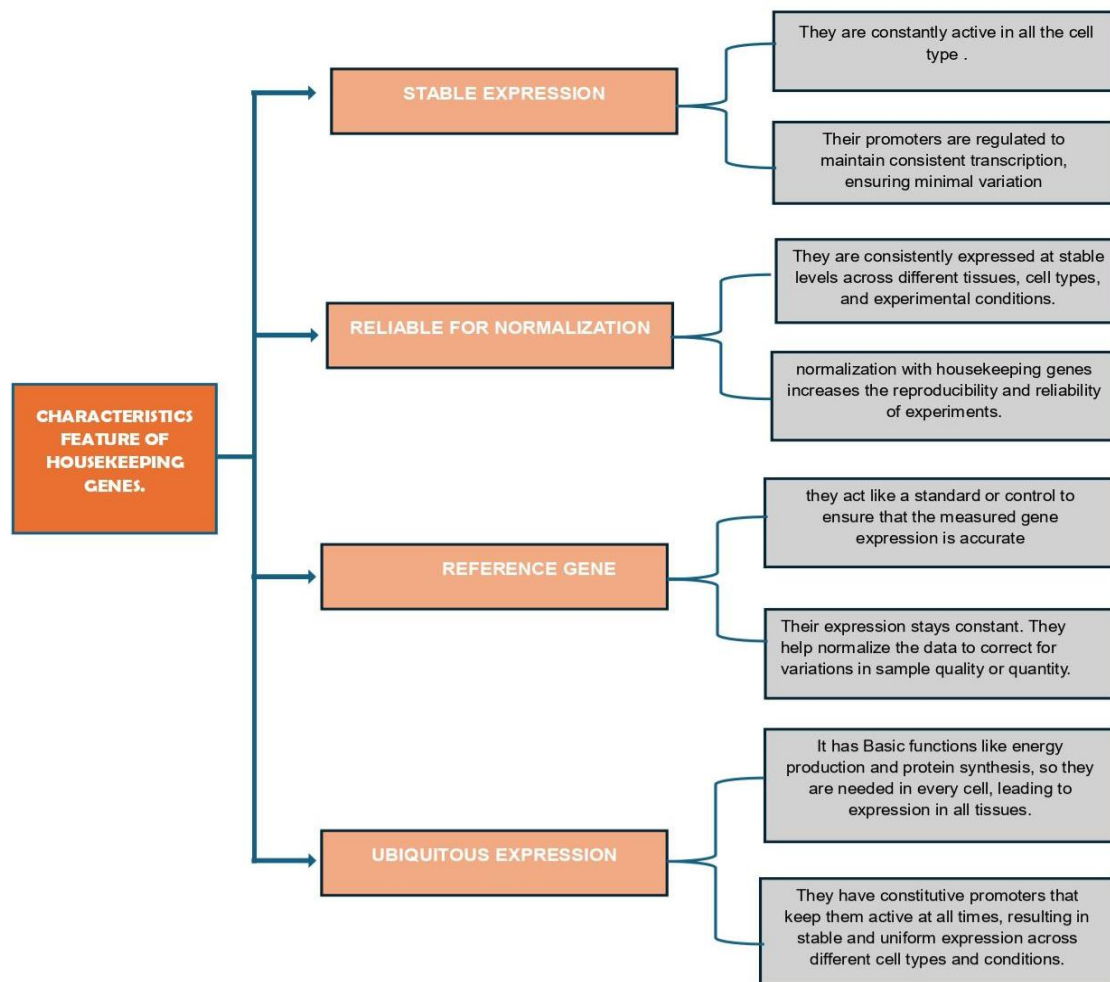 CHARACTERISTICS
FEATURE OF
HOUSEKEEPING
GENES.
STABLE EXPRESSION
They are constantly active in all the cell
type .
Their promoters are regulated to
maintain consistent transcription,
ensuring minimal variation
RELIABLE FOR NORMALIZATION
They are consistently expressed at stable
levels across different tissues, cell types,
and experimental conditions.
normalization with housekeeping genes
increases the reproducibility and reliability
of experiments.
REFERENCE GENE
they act like a standard or control to
ensure that the measured gene
expression is accurate
Their expression stays constant. They
help normalize the data to correct for
variations in sample quality or quantity.
UBIQUITOUS EXPRESSION
It has Basic functions like energy
production and protein synthesis, so they
are needed in every cell, leading to
expression in all tissues.
They have constitutive promoters that
keep them active at all times, resulting in
stable and uniform expression across
different cell types and conditions.